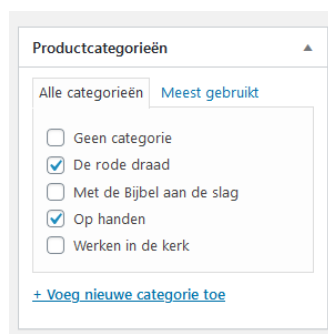 Productcategorieën
Alle categorieën Meest gebruikt
Geen categorie
De rode draad
Met de Bijbel aan de slag
Op handen
Werken in de kerk
+ Voeg nieuwe categorie toe